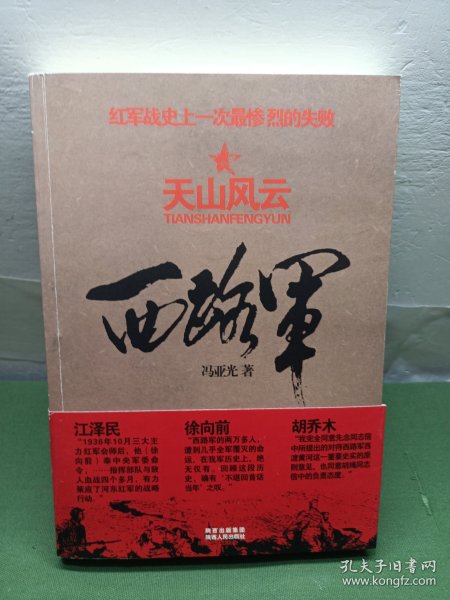 红军战史上一次最惨烈的失败
天山风云
TIANSHANFENGYUN
西路軍
冯亚光 著
江泽民
“1936年10月三大主
力红军会师后，他（徐
向前）奉中央军委命
令，……指挥部队与敌
人血战四个多月，有力
策应了河东红军的战略
行动。
徐向前
“西路军的两万多人，
遭到几乎全军覆灭的命
运，在我军历史上，绝
无仅有。回顾这段历
史，确有‘不堪回首话
当年’之叹。”
胡乔木
“我完全同意先念同志信
中所提出的对待西路军西
渡黄河这一重要史实的原
则意见，也同意胡绳同志
信中的负责态度。”
陕西出版集团
陕西人民出版社
孔夫子旧书网
kongfz.com